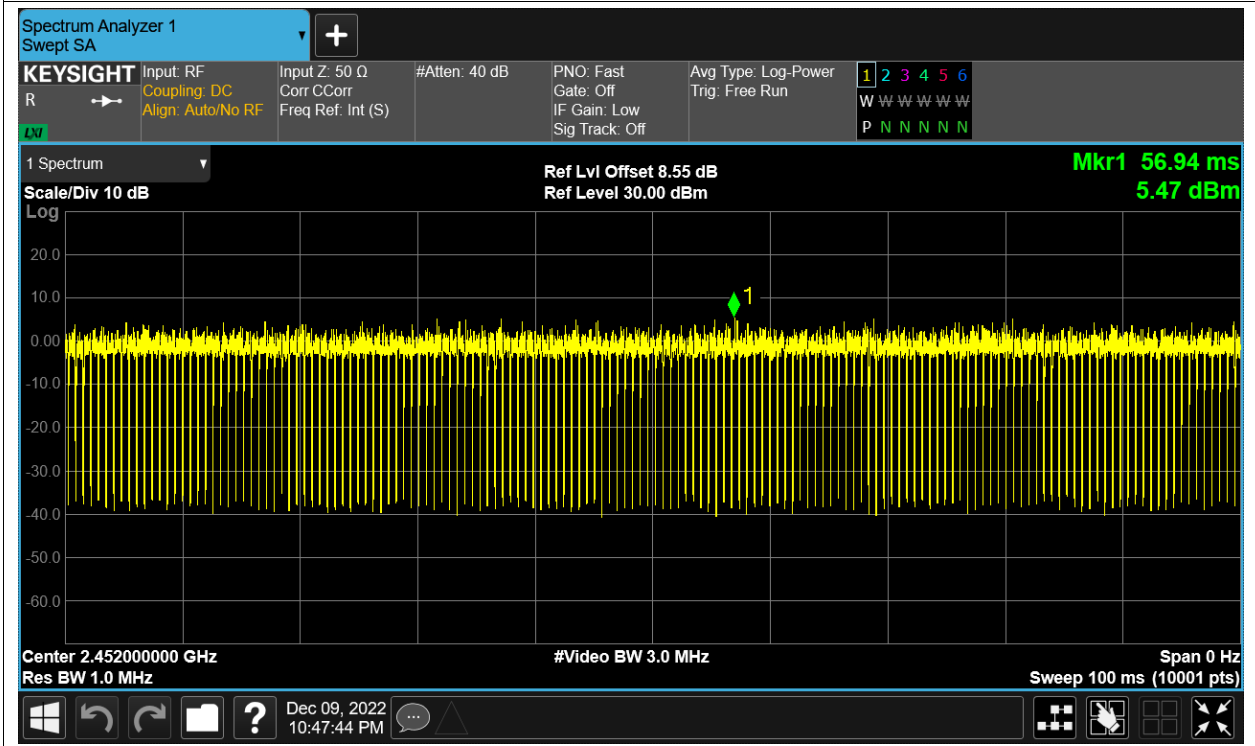 Spectrum Analyzer 1
Swept SA
+
KEYSIGHT
R
LXI
Input: RF
Coupling: DC
Align: Auto/No RF
Input Z: 50 Ω
Corr CCorr
Freq Ref: Int (S)
#Atten: 40 dB
PNO: Fast
Gate: Off
IF Gain: Low
Sig Track: Off
Avg Type: Log-Power
Trig: Free Run
1 2 3 4 5 6
W W W W W W
P N N N N N
1 Spectrum
Scale/Div 10 dB
Log
Ref Lvl Offset 8.55 dB
Ref Level 30.00 dBm
Mkr1 56.94 ms
5.47 dBm
20.0
10.0
1
0.00
-10.0
-20.0
-30.0
-40.0
-50.0
-60.0
Center 2.452000000 GHz
#Video BW 3.0 MHz
Span 0 Hz
Res BW 1.0 MHz
Sweep 100 ms (10001 pts)
?
Dec 09, 2022
10:47:44 PM